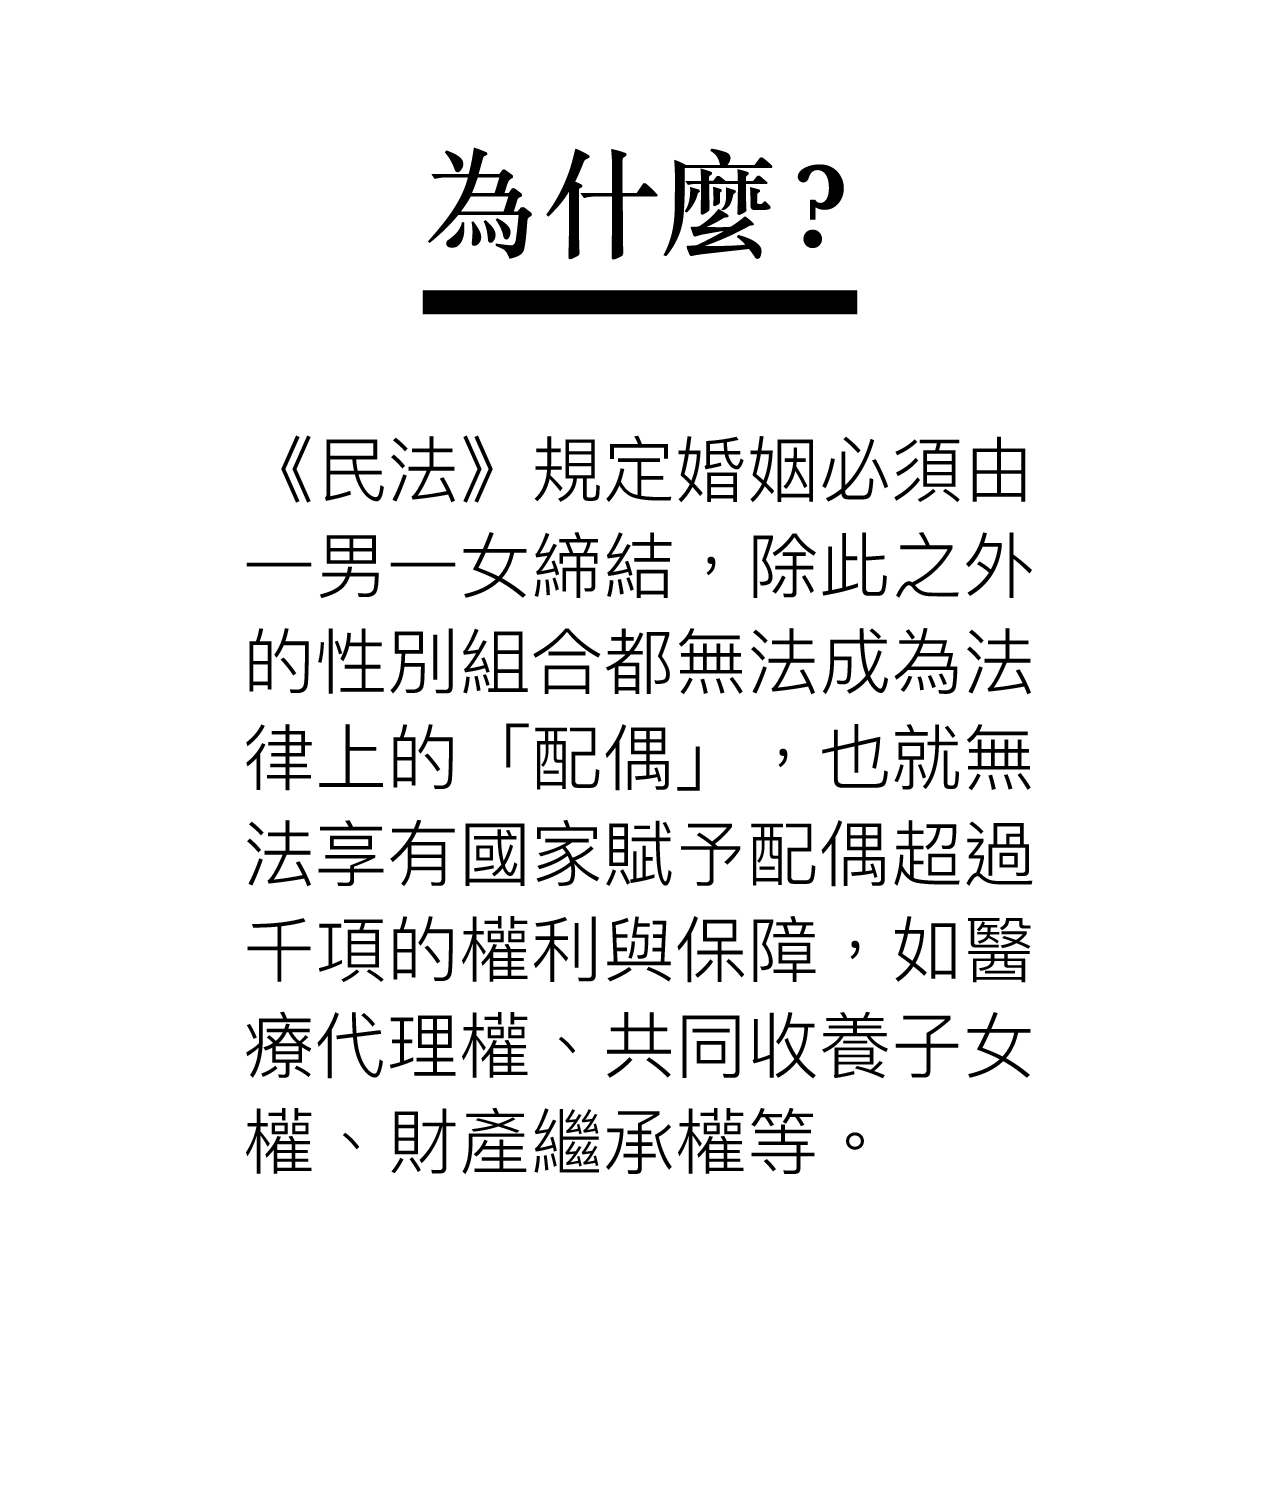 為什麼?
《民法》規定婚姻必須由
一男一女締結，除此之外
的性別組合都無法成為法
律上的「配偶」，也就無
法享有國家賦予配偶超過
千項的權利與保障，如醫
療代理權、共同收養子女
權、財產繼承權等。